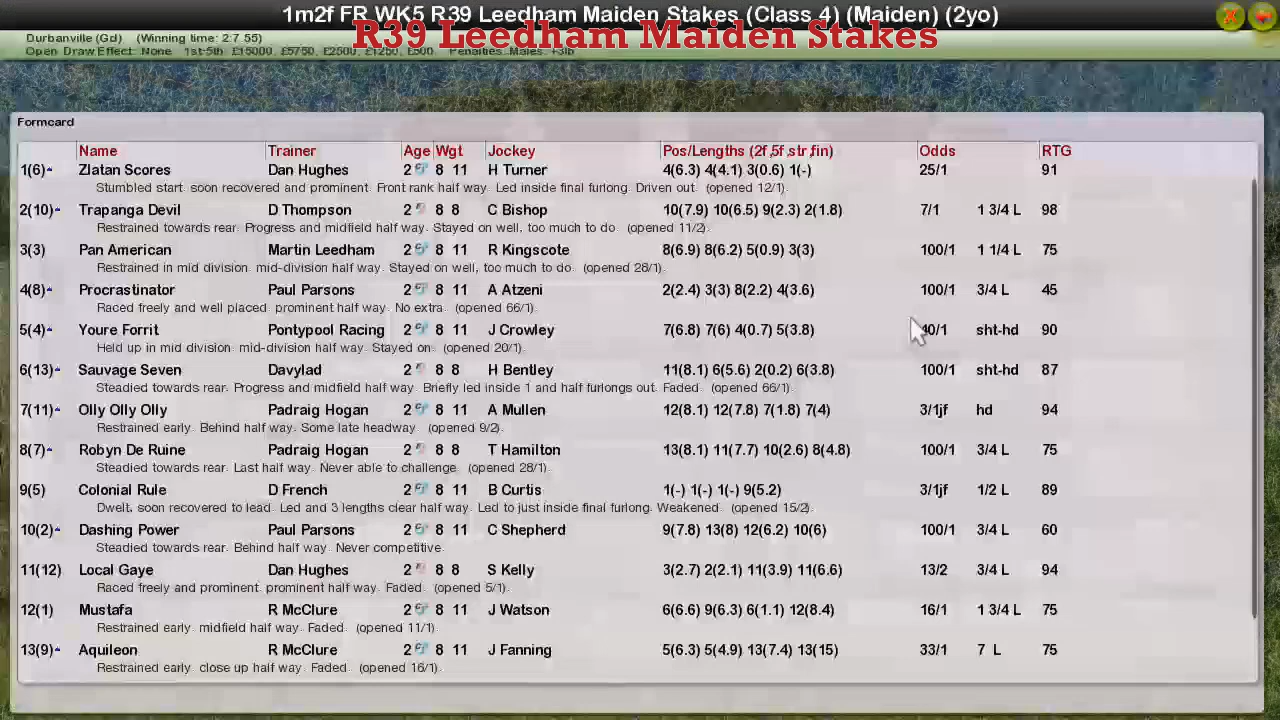 1m2f FR WK5 R39 Leedham Maiden Stakes (Class 4) (Maiden) (2yo)
R39 Leedham Maiden Stakes
Durbanville (Gd) (Winning time: 2:7.55)
Open Draw Effect: None. 1st-5th £15000, £5750, £2500, £1250, £500. Penalties: Males: +3lb
Formcard
Name Trainer Age Wgt Jockey Pos/Lengths (2f,5f,str,fin) Odds RTG
1(6) Zlatan Scores Dan Hughes 2 8 11 H Turner 4(6.3) 4(4.1) 3(0.6) 1(-) 25/1 91
Stumbled start. soon recovered and prominent. Front rank half way. Led inside final furlong. Driven out. (opened 12/1).
2(10) Trapanga Devil D Thompson 2 8 8 C Bishop 10(7.9) 10(6.5) 9(2.3) 2(1.8) 7/1 1 3/4 L 98
Restrained towards rear. Progress and midfield half way. Stayed on well, too much to do. (opened 11/2).
3(3) Pan American Martin Leedham 2 8 11 R Kingscote 8(6.9) 8(6.2) 5(0.9) 3(3) 100/1 1 1/4 L 75
Restrained in mid division. mid-division half way. Stayed on well, too much to do. (opened 28/1).
4(8) Procrastinator Paul Parsons 2 8 11 A Atzeni 2(2.4) 3(3) 8(2.2) 4(3.6) 100/1 3/4 L 45
Raced freely and well placed. prominent half way. No extra. (opened 66/1).
5(4) Youre Forrit Pontypool Racing 2 8 11 J Crowley 7(6.8) 7(6) 4(0.7) 5(3.8) 40/1 sht-hd 90
Held up in mid division. mid-division half way. Stayed on. (opened 20/1).
6(13) Sauvage Seven Davylad 2 8 8 H Bentley 11(8.1) 6(5.6) 2(0.2) 6(3.8) 100/1 sht-hd 87
Steadied towards rear. Progress and midfield half way. Briefly led inside 1 and half furlongs out. Faded. (opened 66/1).
7(11) Olly Olly Olly Padraig Hogan 2 8 11 A Mullen 12(8.1) 12(7.8) 7(1.8) 7(4) 3/1jf hd 94
Restrained early. Behind half way. Some late headway. (opened 9/2).
8(7) Robyn De Ruine Padraig Hogan 2 8 8 T Hamilton 13(8.1) 11(7.7) 10(2.6) 8(4.8) 100/1 3/4 L 75
Steadied towards rear. Last half way. Never able to challenge. (opened 28/1).
9(5) Colonial Rule D French 2 8 11 B Curtis 1(-) 1(-) 1(-) 9(5.2) 3/1jf 1/2 L 89
Dwelt, soon recovered to lead. Led and 3 lengths clear half way. Led to just inside final furlong. Weakened. (opened 15/2).
10(2) Dashing Power Paul Parsons 2 8 11 C Shepherd 9(7.8) 13(8) 12(6.2) 10(6) 100/1 3/4 L 60
Steadied towards rear. Behind half way. Never competitive.
11(12) Local Gaye Dan Hughes 2 8 8 S Kelly 3(2.7) 2(2.1) 11(3.9) 11(6.6) 13/2 3/4 L 94
Raced freely and prominent. prominent half way. Faded. (opened 5/1).
12(1) Mustafa R McClure 2 8 11 J Watson 6(6.6) 9(6.3) 6(1.1) 12(8.4) 16/1 1 3/4 L 75
Restrained early. midfield half way. Faded. (opened 11/1).
13(9) Aquileon R McClure 2 8 11 J Fanning 5(6.3) 5(4.9) 13(7.4) 13(15) 33/1 7 L 75
Restrained early. close up half way. Faded. (opened 16/1).